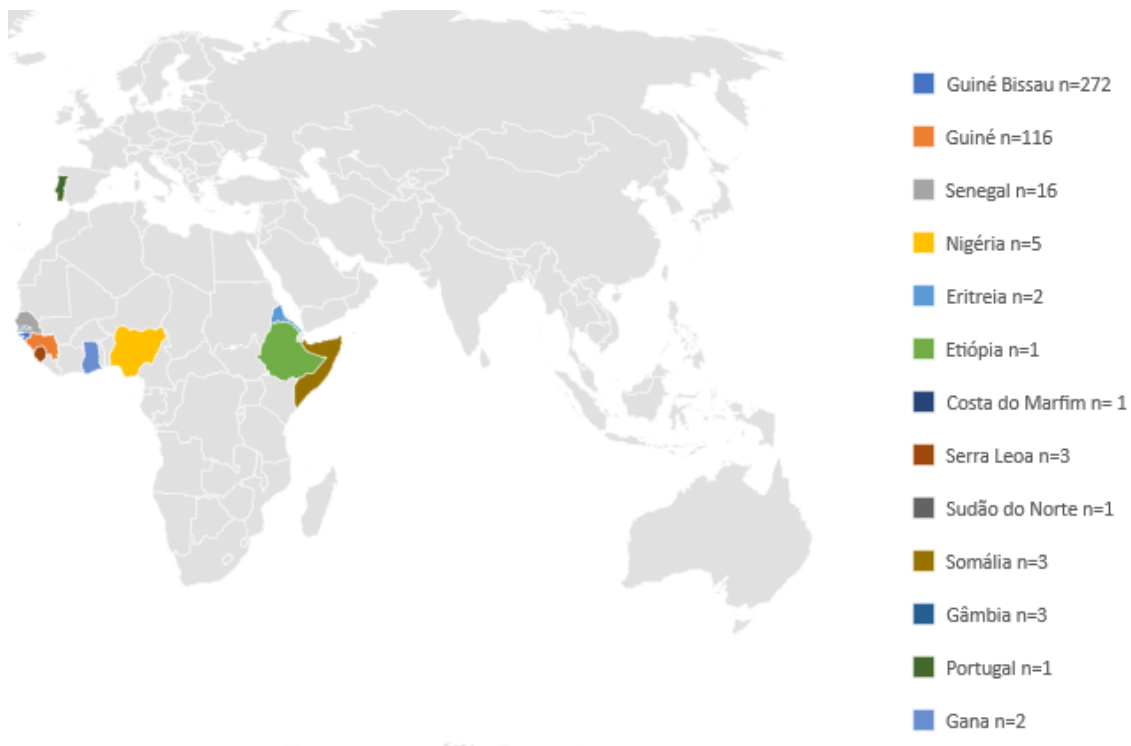 Guiné Bissau n=272
Guiné n=116
Senegal n=16
Nigéria n=5
Eritreia n=2
Etiópia n=1
Costa do Marfim n= 1
Serra Leoa n=3
Sudão do Norte n=1
Somália n=3
Gâmbia n=3
Portugal n=1
Gana n=2